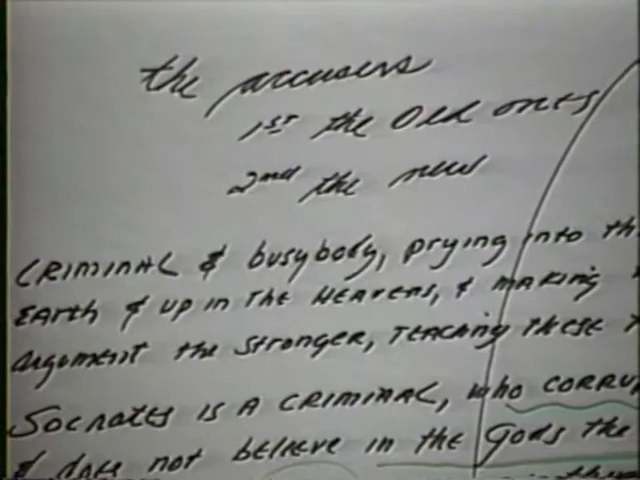 the accusers
1st the Old ones
2nd the new
CRIMINAL & busybody, prying into th
EARth & UP IN THE HEAVENS, & MAKING
argument the stronger, TEACHING THESE T
SOCRATES IS A CRIMINAL, who CORRU
& does not BELIEVE in the Gods the